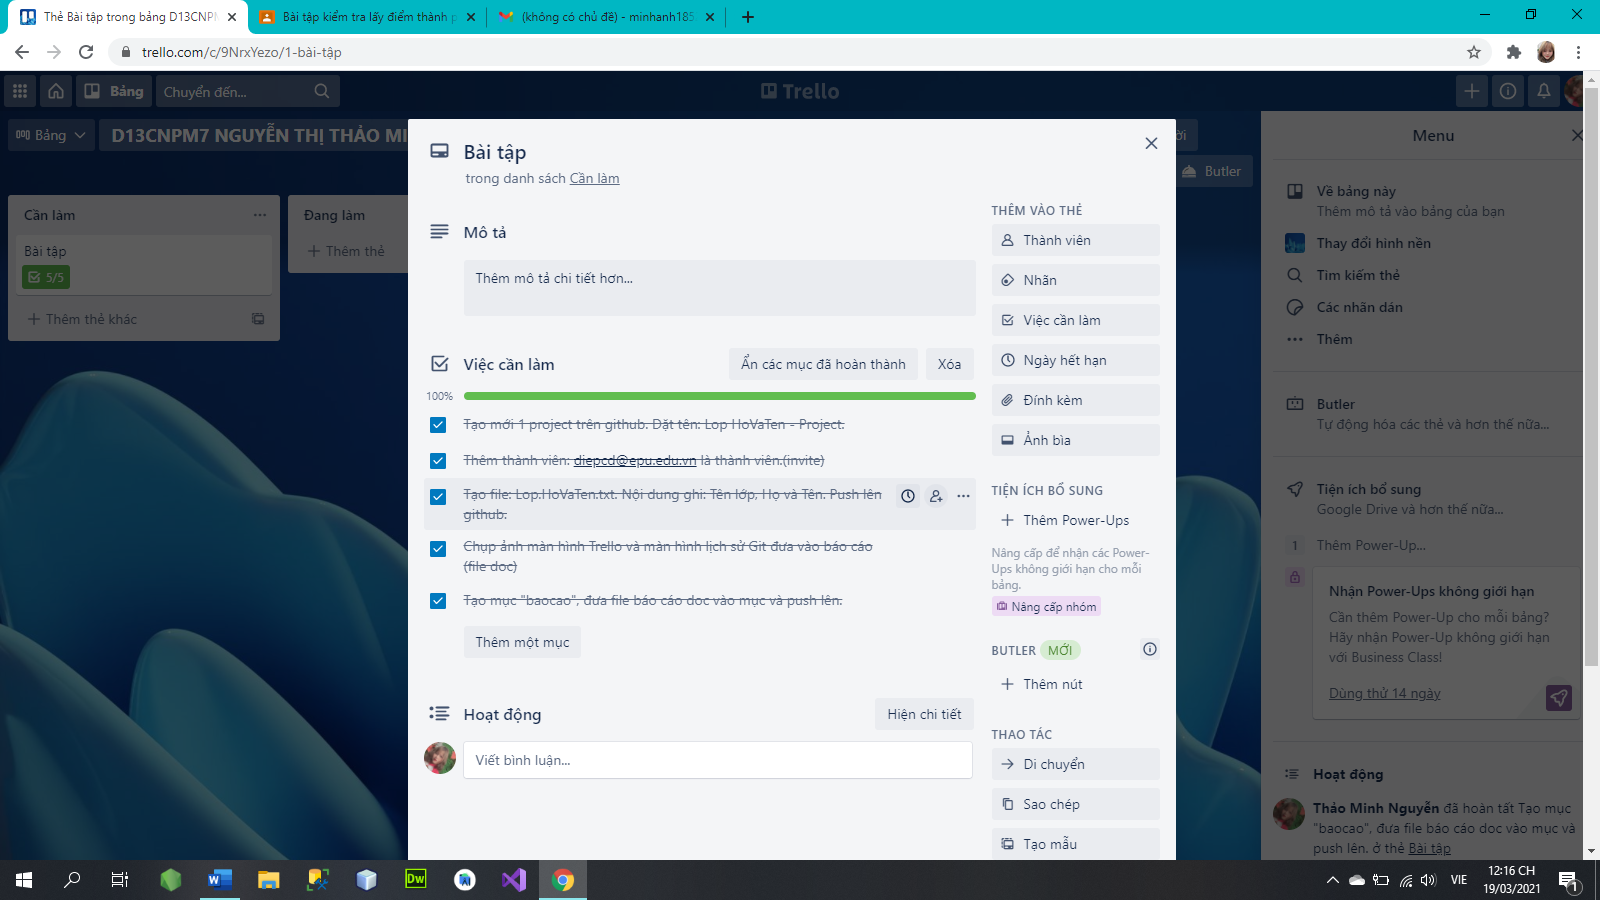 Thẻ Bài tập trong bảng D13CNPM
Bài tập kiểm tra lấy điểm thành p
(không có chủ đề) - minhanh185
trello.com/c/9NrxYezo/1-bài-tập
Bảng
Chuyển đến...
Trello
Bảng
D13CNPM7 NGUYỄN THỊ THẢO MI
ời
Butler
Cần làm
Bài tập
5/5
Thêm thẻ khác
Đang làm
Thêm thẻ
Bài tập
trong danh sách Cần làm
Mô tả
Thêm mô tả chi tiết hơn...
Việc cần làm
Ẩn các mục đã hoàn thành
Xóa
100%
Tạo mới 1 project trên github. Đặt tên: Lop HoVaTen - Project.
Thêm thành viên: diepcd@epu.edu.vn là thành viên.(invite)
Tạo file: Lop.HoVaTen.txt. Nội dung ghi: Tên lớp, Họ và Tên. Push lên
github.
Chụp ảnh màn hình Trello và màn hình lịch sử Git đưa vào báo cáo
(file doc)
Tạo mục "baocao", đưa file báo cáo doc vào mục và push lên.
Thêm một mục
Hoạt động
Hiện chi tiết
Viết bình luận...
THÊM VÀO THẺ
Thành viên
Nhãn
Việc cần làm
Ngày hết hạn
Đính kèm
Ảnh bìa
TIỆN ÍCH BỔ SUNG
Thêm Power-Ups
Nâng cấp để nhận các Power-
Ups không giới hạn cho mỗi
bảng.
Nâng cấp nhóm
BUTLER MỚI
Thêm nút
THAO TÁC
Di chuyển
Sao chép
Tạo mẫu
Menu
Về bảng này
Thêm mô tả vào bảng của bạn
Thay đổi hình nền
Tìm kiếm thẻ
Các nhãn dán
Thêm
Butler
Tự động hóa các thẻ và hơn thế nữa...
Tiện ích bổ sung
Google Drive và hơn thế nữa...
1 Thêm Power-Up...
Nhận Power-Ups không giới hạn
Cần thêm Power-Up cho mỗi bảng?
Hãy nhận Power-Up không giới hạn
với Business Class!
Dùng thử 14 ngày
Hoạt động
Thảo Minh Nguyễn đã hoàn tất Tạo mục
"baocao", đưa file báo cáo doc vào mục và
push lên. ở thẻ Bài tập
Dw
VIE
12:16 CH
19/03/2021
1